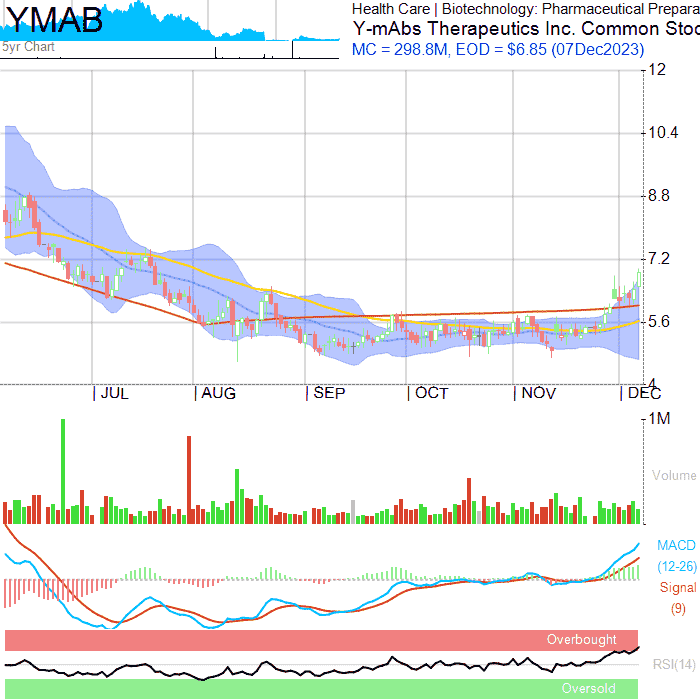 YMAB
5yr Chart
Health Care | Biotechnology: Pharmaceutical Prepara
Y-mAbs Therapeutics Inc. Common Stoc
MC = 298.8M, EOD = $6.85 (07Dec2023)
12
10.4
8.8
7.2
5.6
4
JUL AUG SEP OCT NOV DEC
1M
Volume
MACD
(12-26)
Signal
(9)
Overbought
RSI(14)
Oversold